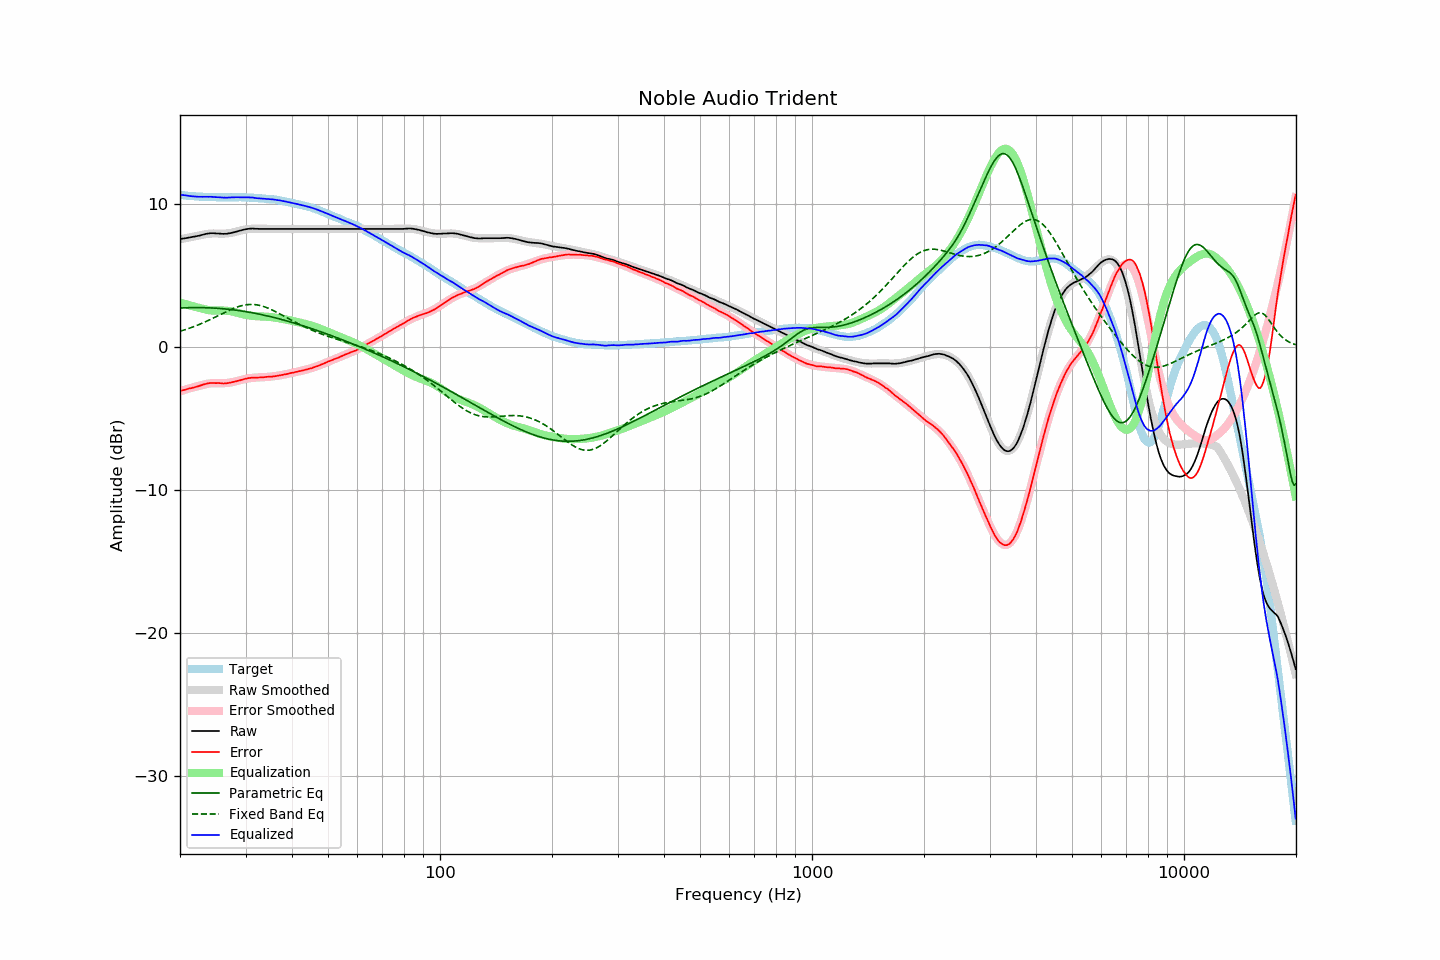 Noble Audio Trident
Amplitude (dBr)
10
0
−10
−20
−30
Target
Raw Smoothed
Error Smoothed
Raw
Error
Equalization
Parametric Eq
Fixed Band Eq
Equalized
100
1000
10000
Frequency (Hz)